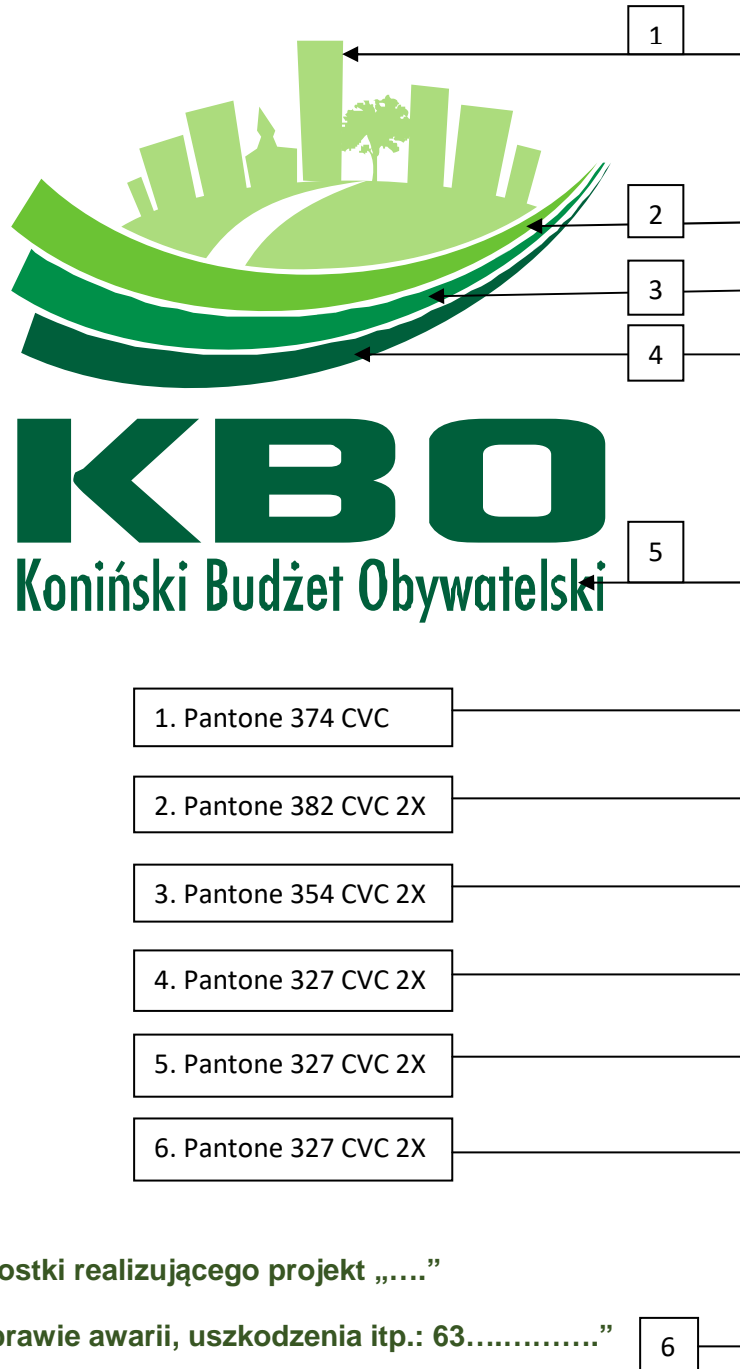 1
2
3
4
KBO
5
Koniński Budżet Obywatelski
1. Pantone 374 CVC
2. Pantone 382 CVC 2X
3. Pantone 354 CVC 2X
4. Pantone 327 CVC 2X
5. Pantone 327 CVC 2X
6. Pantone 327 CVC 2X
ostki realizującego projekt „….”
prawie awarii, uszkodzenia itp.: 63….……….”
6